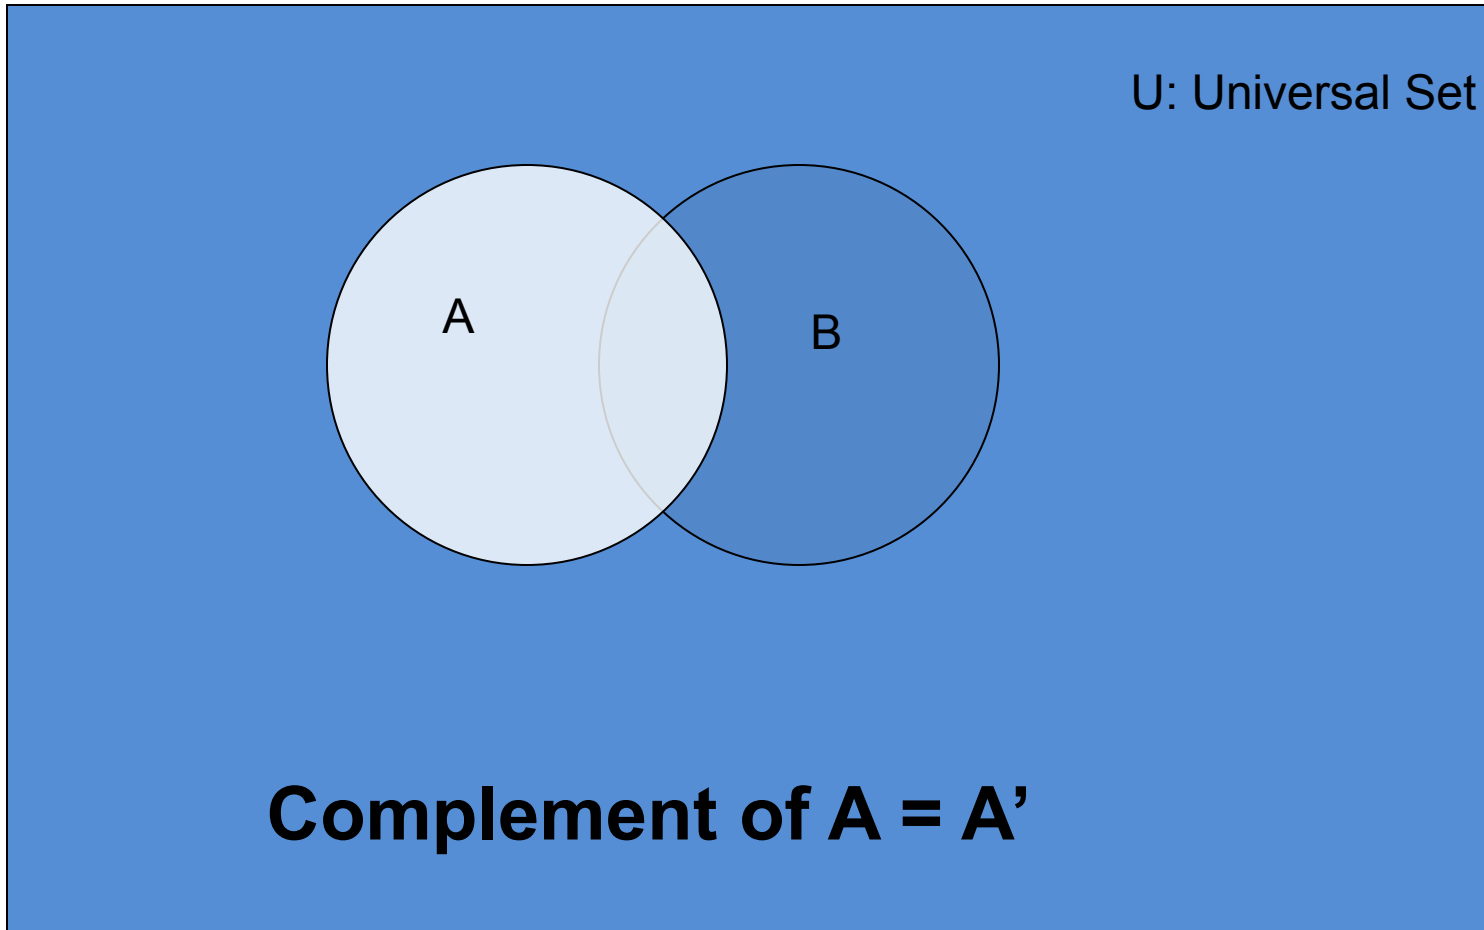 U: Universal Set
A
B
Complement of A = A’